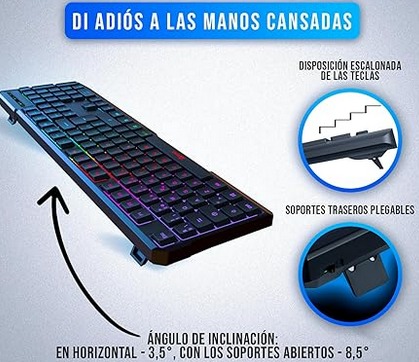 DI ADIÓS A LAS MANOS CANSADAS
DISPOSICIÓN ESCALONADA
DE LAS TECLAS
SOPORTES TRASEROS PLEGABLES
ÁNGULO DE INCLINACIÓN:
EN HORIZONTAL - 3,5°, CON LOS SOPORTES ABIERTOS - 8,5°